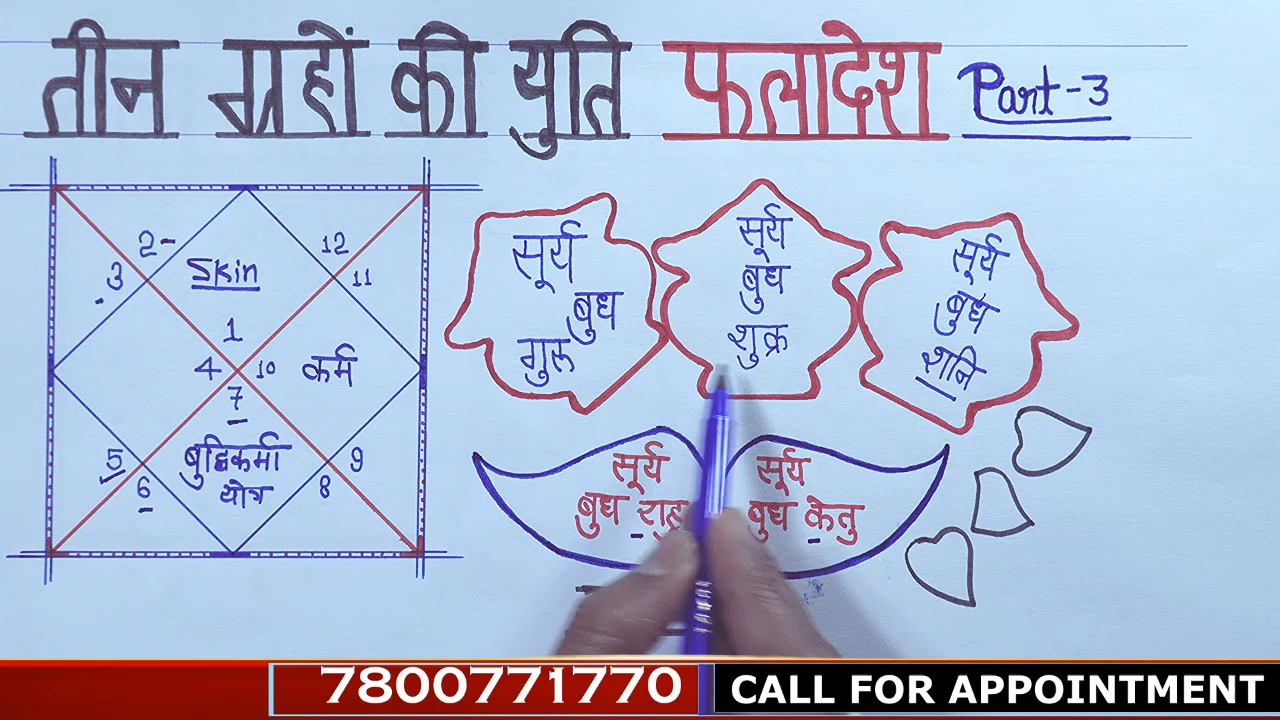 तीन ग्रहों की युति फलादेश Part-3
2
12
3
Skin
11
1
4
10
कर्म
7
5
बुद्धिकर्मा
9
6
योत्र
8
सूर्य
बुध
गुरु
सूर्य
बुध
शुक्र
सूर्य
बुध
शनि
सूर्य
बुध राहु
सूर्य
बुध केतु
7800771770 CALL FOR APPOINTMENT